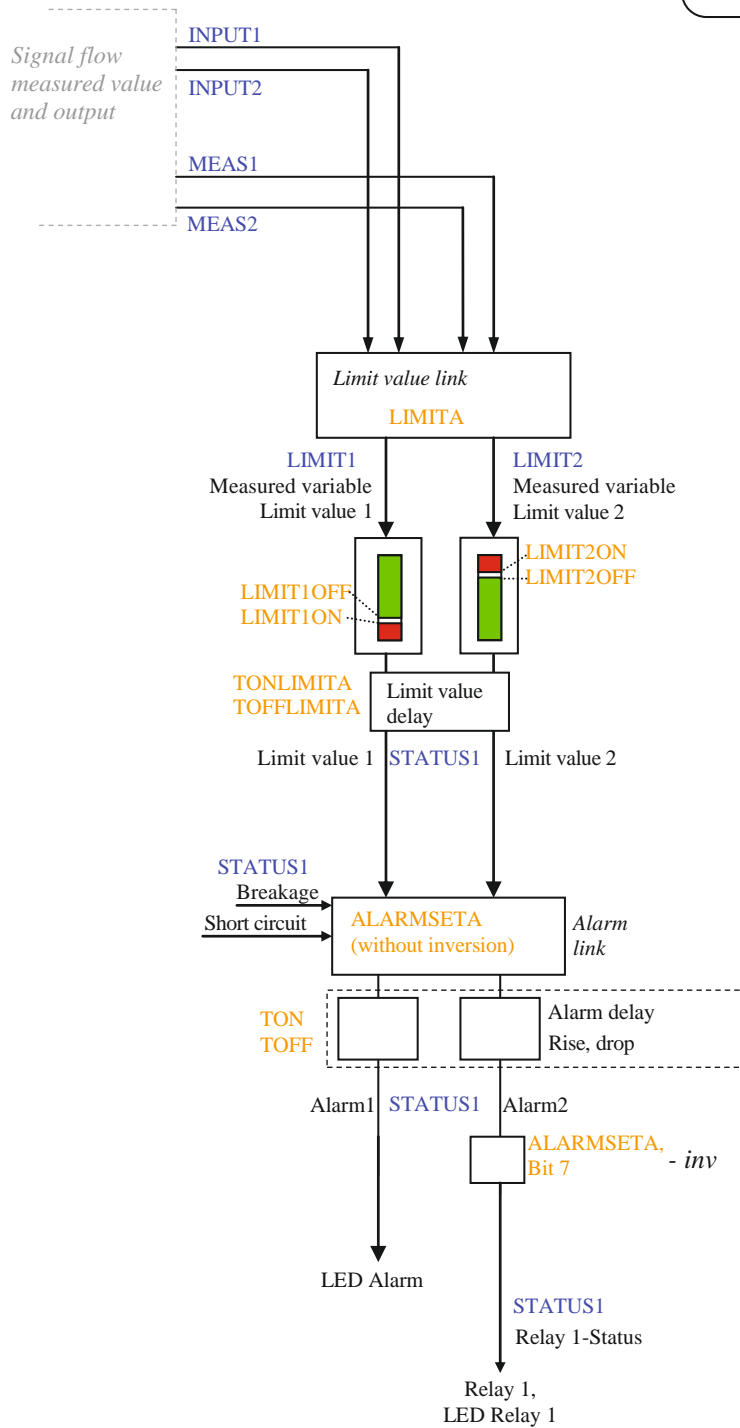 Signal flow
measured value
and output
INPUT1
INPUT2
MEAS1
MEAS2
Limit value link
LIMITA
LIMIT1
Measured variable
Limit value 1
LIMIT2
Measured variable
Limit value 2
LIMIT1OFF
LIMIT1ON
LIMIT2ON
LIMIT2OFF
TONLIMITA
TOFFLIMITA
Limit value
delay
Limit value 1
STATUS1
Limit value 2
STATUS1
Breakage
Short circuit
ALARMSETA
(without inversion)
Alarm
link
TON
TOFF
Alarm delay
Rise, drop
Alarm1
STATUS1
Alarm2
ALARMSETA,
Bit 7
- inv
LED Alarm
STATUS1
Relay 1-Status
Relay 1,
LED Relay 1